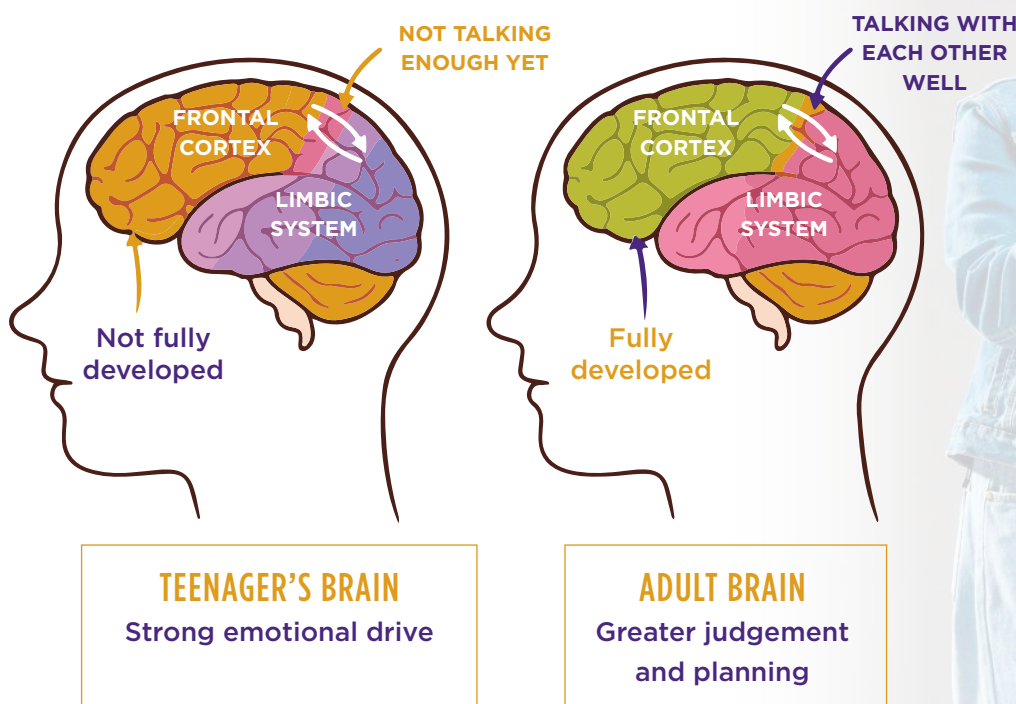 NOT TALKING
ENOUGH YET
FRONTAL
CORTEX
LIMBIC
SYSTEM
Not fully
developed
TEENAGER'S BRAIN
Strong emotional drive
TALKING WITH
EACH OTHER
WELL
FRONTAL
CORTEX
LIMBIC
SYSTEM
Fully
developed
ADULT BRAIN
Greater judgement
and planning